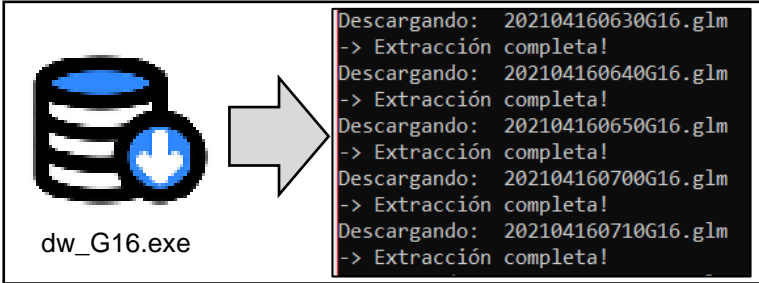 dw_G16.exe
Descargando:  202104160630G16.glm
-> Extracción completa!
Descargando:  202104160640G16.glm
-> Extracción completa!
Descargando:  202104160650G16.glm
-> Extracción completa!
Descargando:  202104160700G16.glm
-> Extracción completa!
Descargando:  202104160710G16.glm
-> Extracción completa!